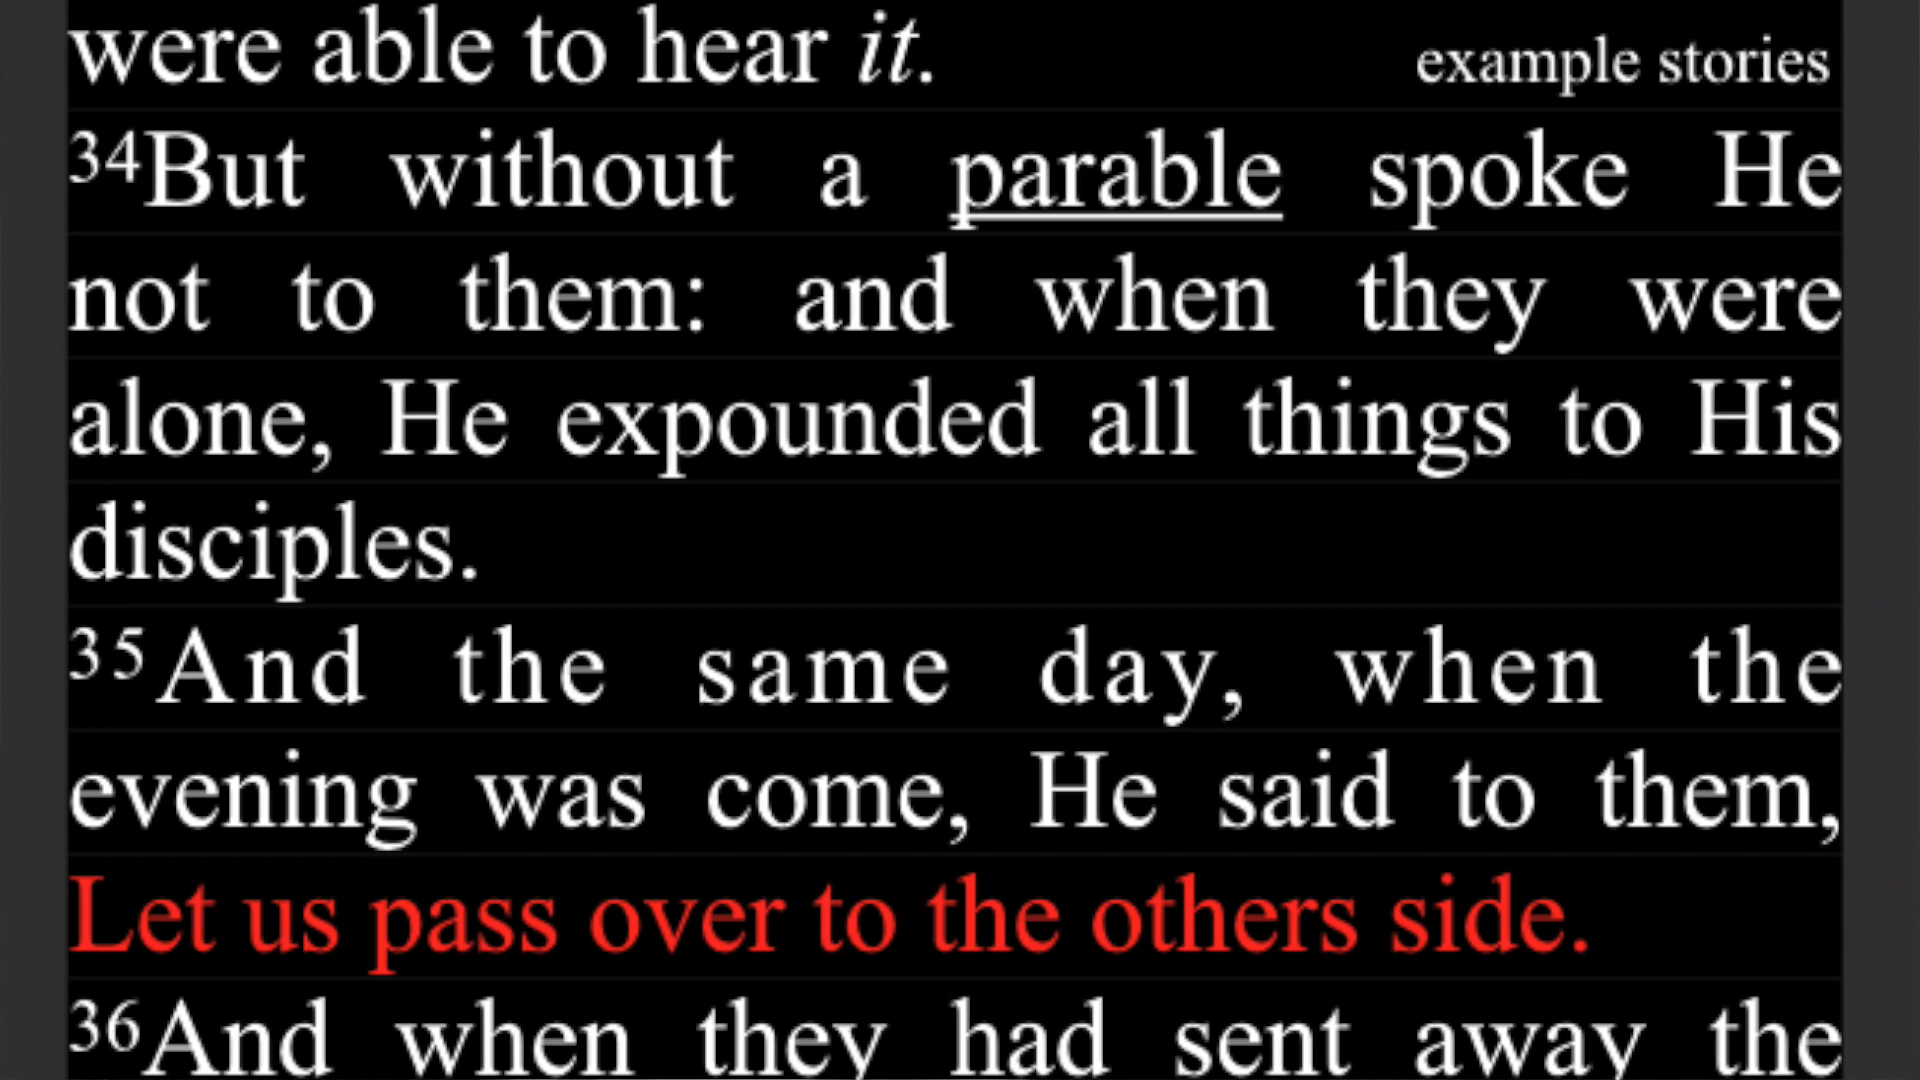 were able to hear it.
example stories
34But without a parable spoke He
not to them: and when they were
alone, He expounded all things to His
disciples.
35And the same day, when the
evening was come, He said to them,
Let us pass over to the others side.
36And when they had sent away the